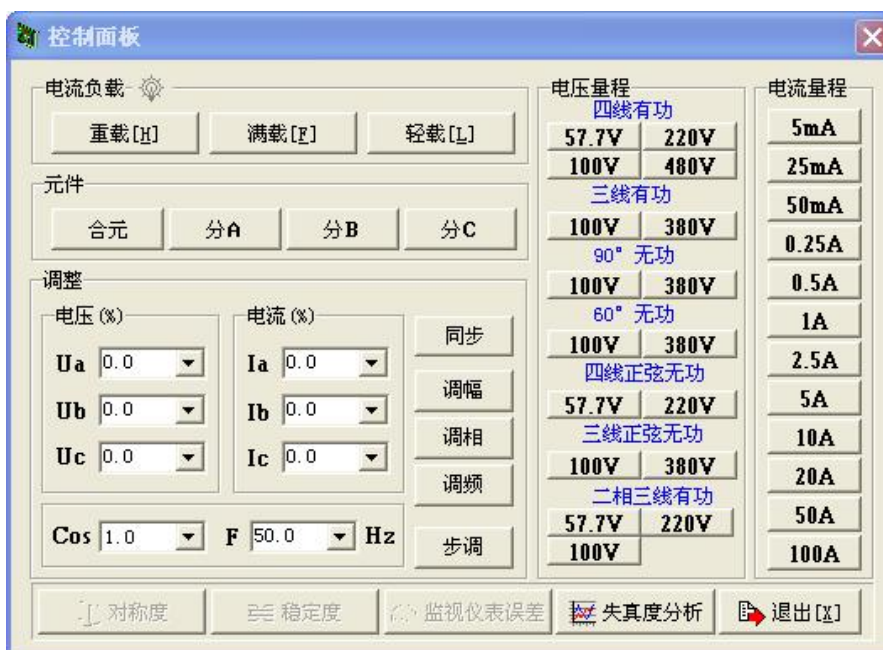 控制面板
电流负载
重载[H]
满载[F]
轻载[L]
元件
合元
分A
分B
分C
调整
电压(%)
Ua 0.0
Ub 0.0
Uc 0.0
电流(%)
Ia 0.0
Ib 0.0
Ic 0.0
同步
调幅
调相
调频
步调
Cos 1.0
F 50.0 Hz
电压量程
四线有功
57.7V 220V
100V 480V
三线有功
100V 380V
90° 无功
100V 380V
60° 无功
100V 380V
四线正弦无功
57.7V 220V
三线正弦无功
100V 380V
二相三线有功
57.7V 220V
100V
电流量程
5mA
25mA
50mA
0.25A
0.5A
1A
2.5A
5A
10A
20A
50A
100A
对称度
稳定度
监视仪表误差
失真度分析
退出[X]